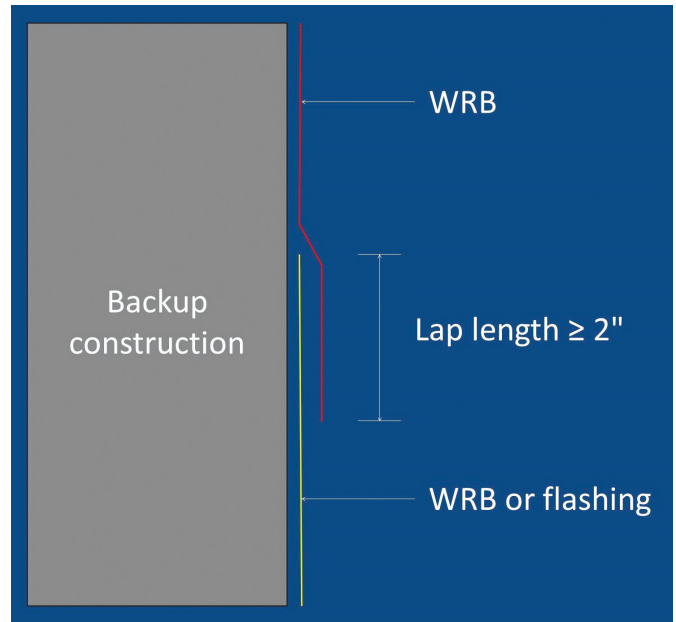 WRB
Backup
construction
Lap length ≥ 2"
WRB or flashing